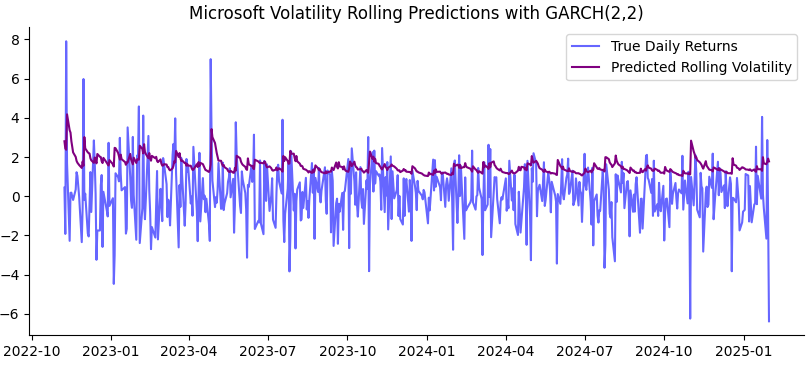 Microsoft Volatility Rolling Predictions with GARCH(2,2)
True Daily Returns
Predicted Rolling Volatility
8
6
4
2
0
−2
−4
−6
2022-10 2023-01 2023-04 2023-07 2023-10 2024-01 2024-04 2024-07 2024-10 2025-01